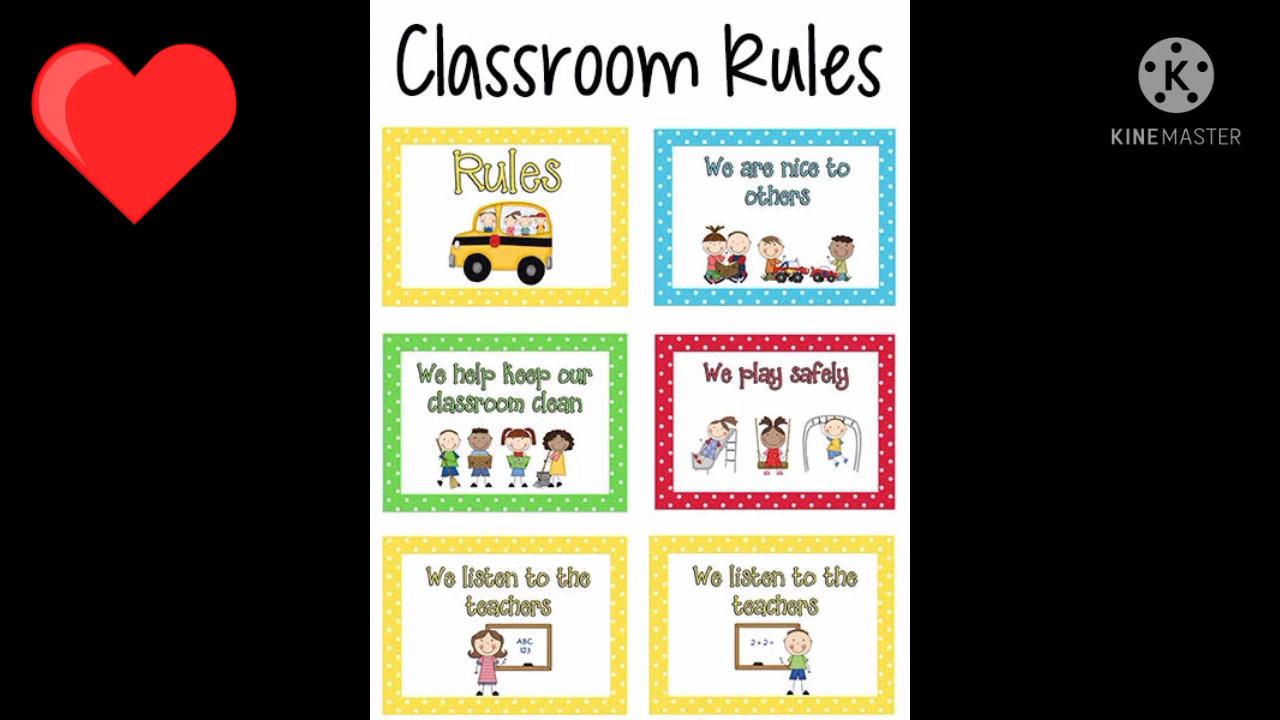 Classroom Rules
K
KINEMASTER
Rules
We are nice to
others
We help keep our
classroom clean
We play safely
We listen to the
teachers
ABC
123
We listen to the
teachers
2+2=